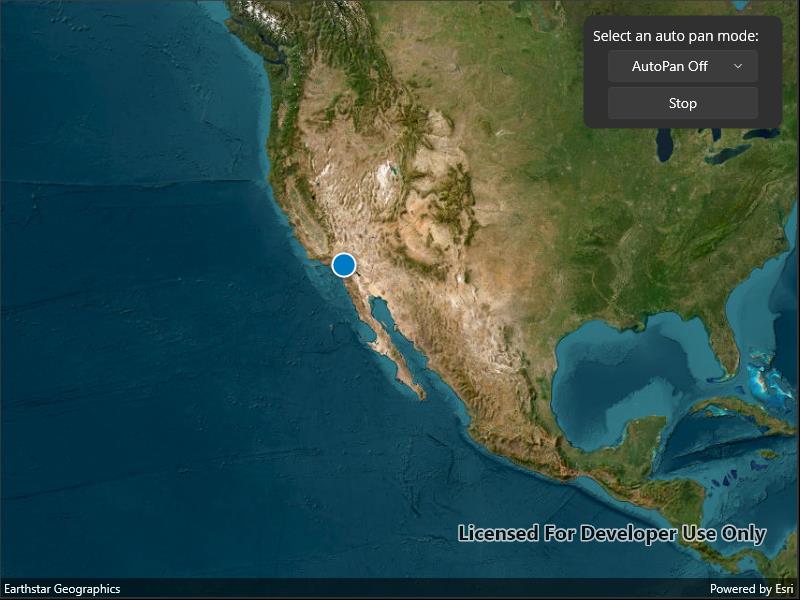 Select an auto pan mode:
AutoPan Off
Stop
Licensed For Developer Use Only
Earthstar Geographics
Powered by Esri